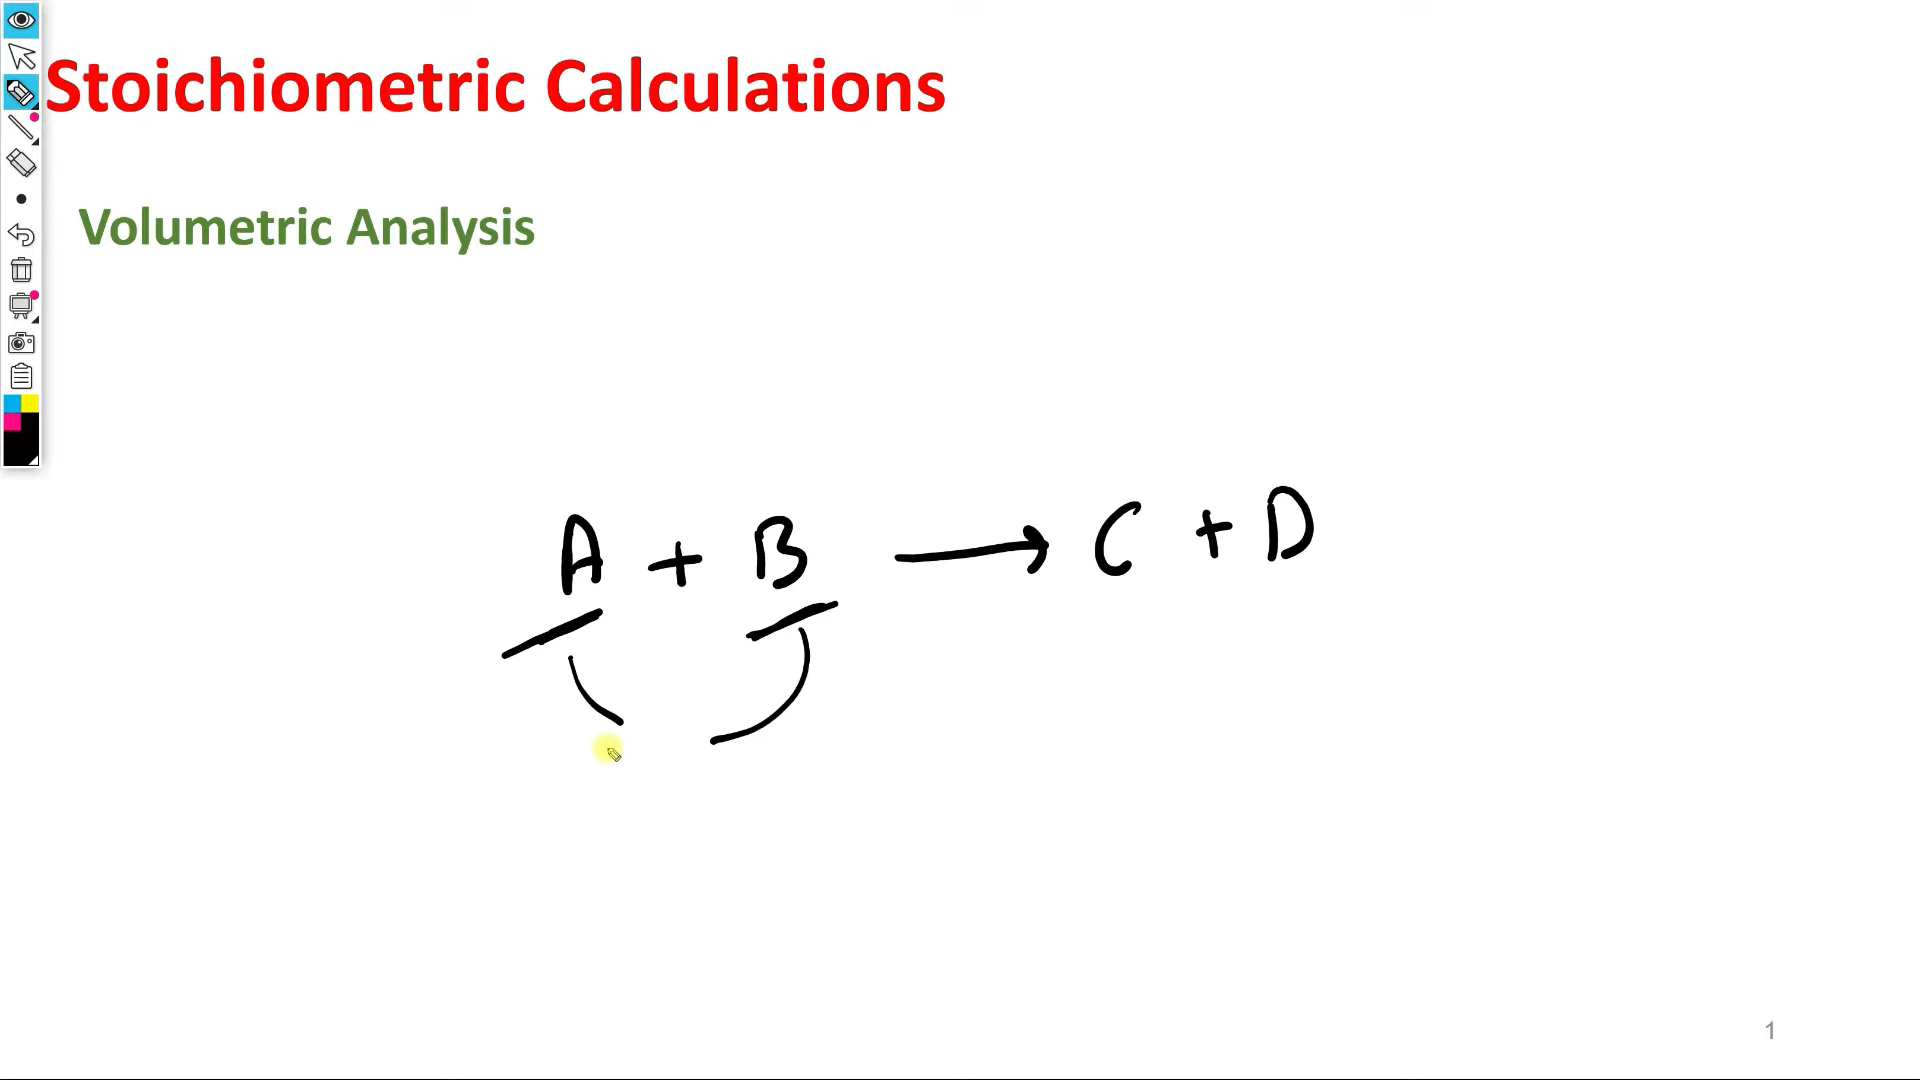 Stoichiometric Calculations
Volumetric Analysis
A + B → C + D
1